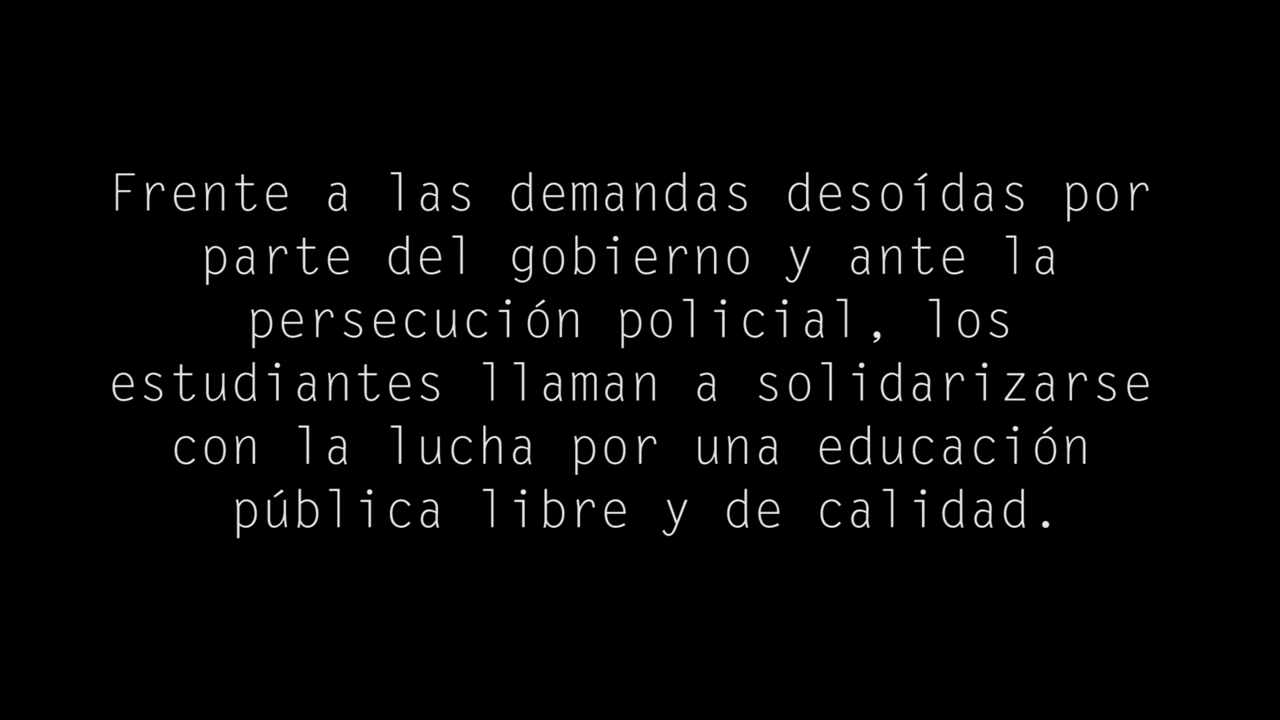 Frente a las demandas desoídas por
parte del gobierno y ante la
persecución policial, los
estudiantes llaman a solidarizarse
con la lucha por una educación
pública libre y de calidad.